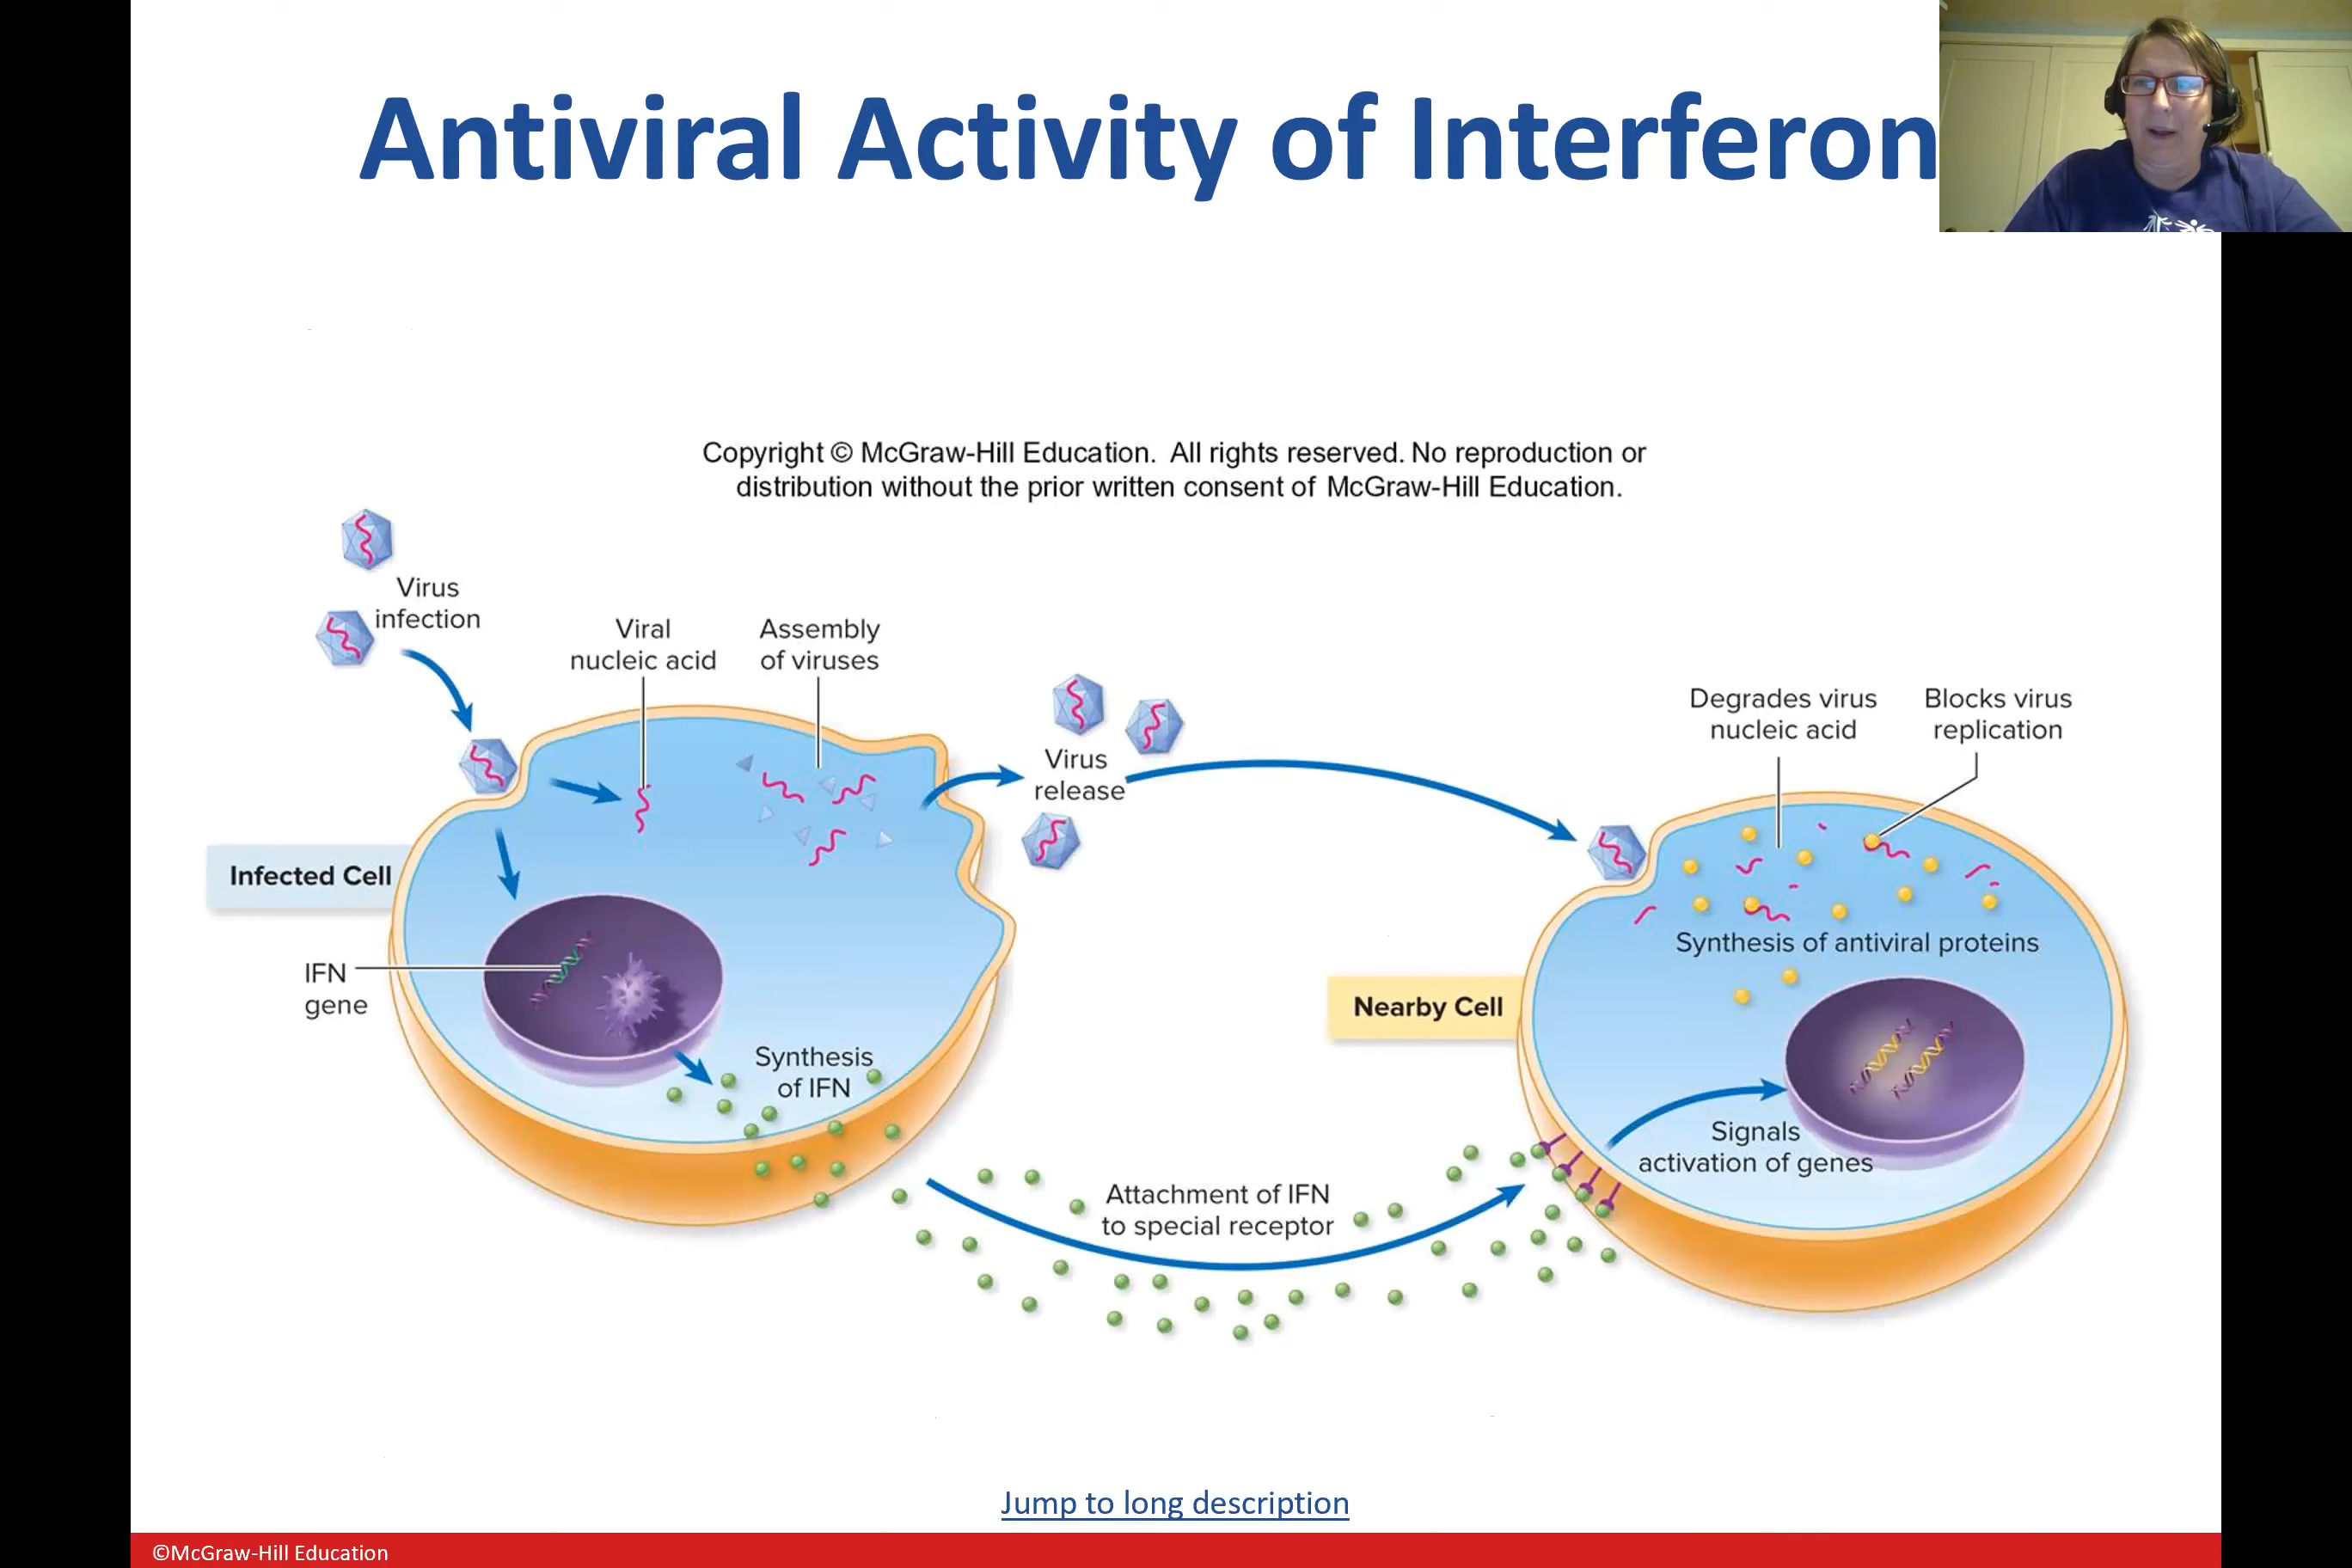 Antiviral Activity of Interferon
Copyright © McGraw-Hill Education. All rights reserved. No reproduction or
distribution without the prior written consent of McGraw-Hill Education.
Virus
infection
Viral
nucleic acid
Assembly
of viruses
Virus
release
Degrades virus
nucleic acid
Blocks virus
replication
Infected Cell
IFN
gene
Synthesis
of IFN
Synthesis of antiviral proteins
Nearby Cell
Signals
activation of genes
Attachment of IFN
to special receptor
Jump to long description
©McGraw-Hill Education